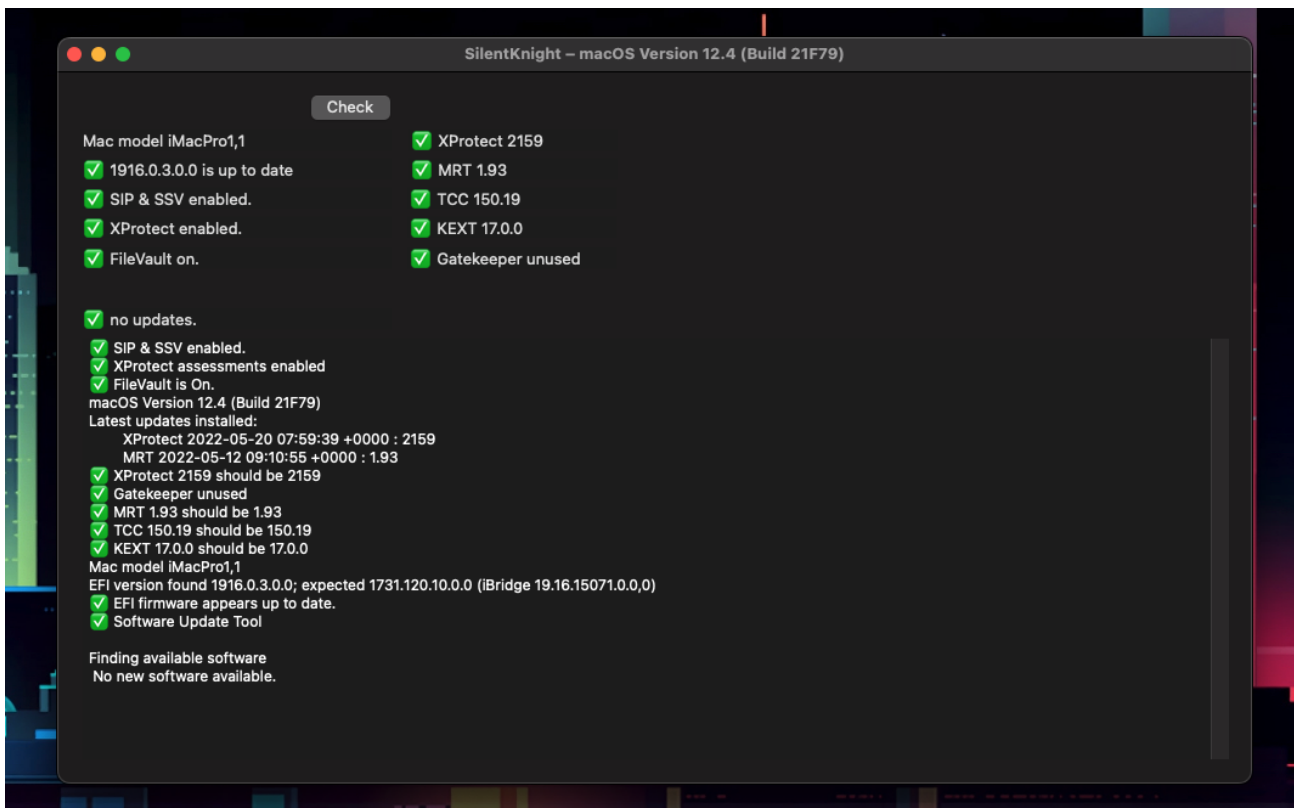 SilentKnight – macOS Version 12.4 (Build 21F79)
Check
Mac model iMacPro1,1
✅ 1916.0.3.0.0 is up to date
✅ SIP & SSV enabled.
✅ XProtect enabled.
✅ FileVault on.
✅ XProtect 2159
✅ MRT 1.93
✅ TCC 150.19
✅ KEXT 17.0.0
✅ Gatekeeper unused
✅ no updates.
✅ SIP & SSV enabled.
✅ XProtect assessments enabled
✅ FileVault is On.
macOS Version 12.4 (Build 21F79)
Latest updates installed:
XProtect 2022-05-20 07:59:39 +0000 : 2159
MRT 2022-05-12 09:10:55 +0000 : 1.93
✅ XProtect 2159 should be 2159
✅ Gatekeeper unused
✅ MRT 1.93 should be 1.93
✅ TCC 150.19 should be 150.19
✅ KEXT 17.0.0 should be 17.0.0
Mac model iMacPro1,1
EFI version found 1916.0.3.0.0; expected 1731.120.10.0.0 (iBridge 19.16.15071.0.0,0)
✅ EFI firmware appears up to date.
✅ Software Update Tool
Finding available software
No new software available.